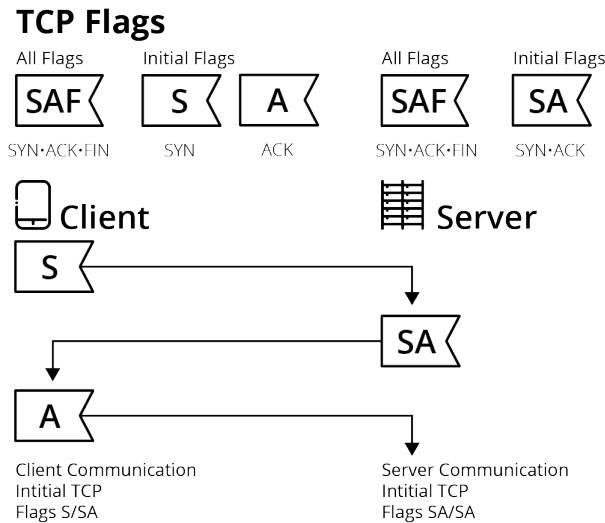 TCP Flags
All Flags
Initial Flags
All Flags
Initial Flags
SAF
S
A
SAF
SA
SYN•ACK•FIN
SYN
ACK
SYN•ACK•FIN
SYN•ACK
Client
Server
S
SA
A
Client Communication
Intitial TCP
Flags S/SA
Server Communication
Intitial TCP
Flags SA/SA